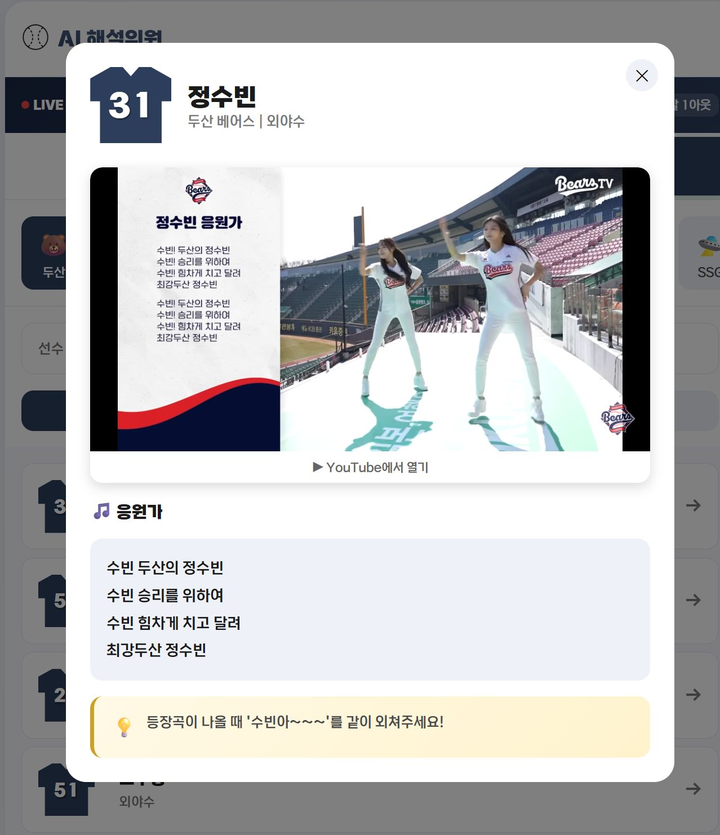 AI 해설위원
LIVE
1아웃
31
정수빈
두산 베어스 | 외야수
Bears
정수빈 응원가
수빈! 두산의 정수빈
수빈! 승리를 위하여
수빈! 힘차게 치고 달려
최강두산 정수빈
수빈! 두산의 정수빈
수빈! 승리를 위하여
수빈! 힘차게 치고 달려
최강두산 정수빈
BearsTV
Bears
Bears
Bears
두산
SSG
선수
▶ YouTube에서 열기
응원가
수빈 두산의 정수빈
수빈 승리를 위하여
수빈 힘차게 치고 달려
최강두산 정수빈
등장곡이 나올 때 '수빈아~~~'를 같이 외쳐주세요!
3
5
2
51
외야수